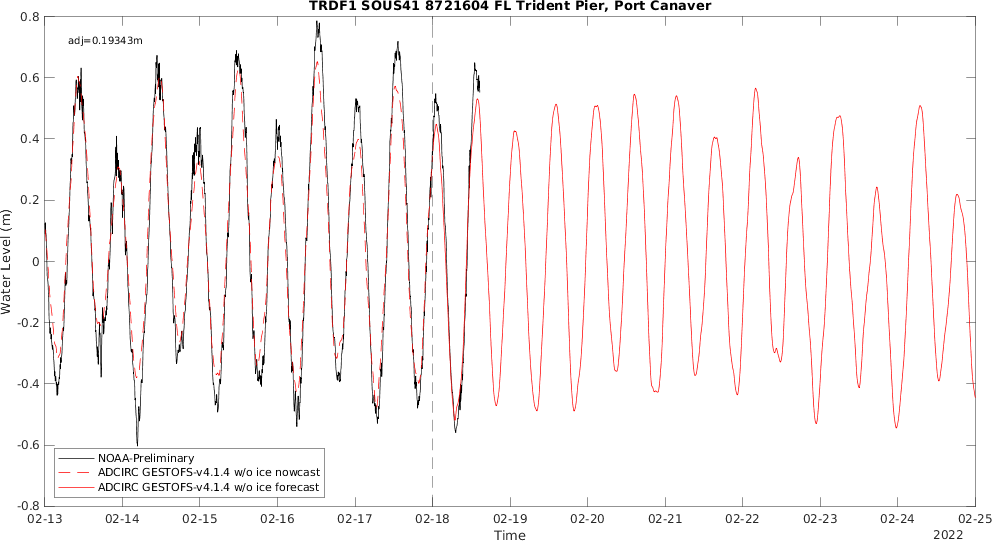 TRDF1 SOUS41 8721604 FL Trident Pier, Port Canaver
adj=0.19343m
0.8
0.6
0.4
0.2
0
-0.2
-0.4
-0.6
-0.8
Water Level (m)
NOAA-Preliminary
ADCIRC GESTOFS-v4.1.4 w/o ice nowcast
ADCIRC GESTOFS-v4.1.4 w/o ice forecast
02-13 02-14 02-15 02-16 02-17 02-18 02-19 02-20 02-21 02-22 02-23 02-24 02-25
Time
2022